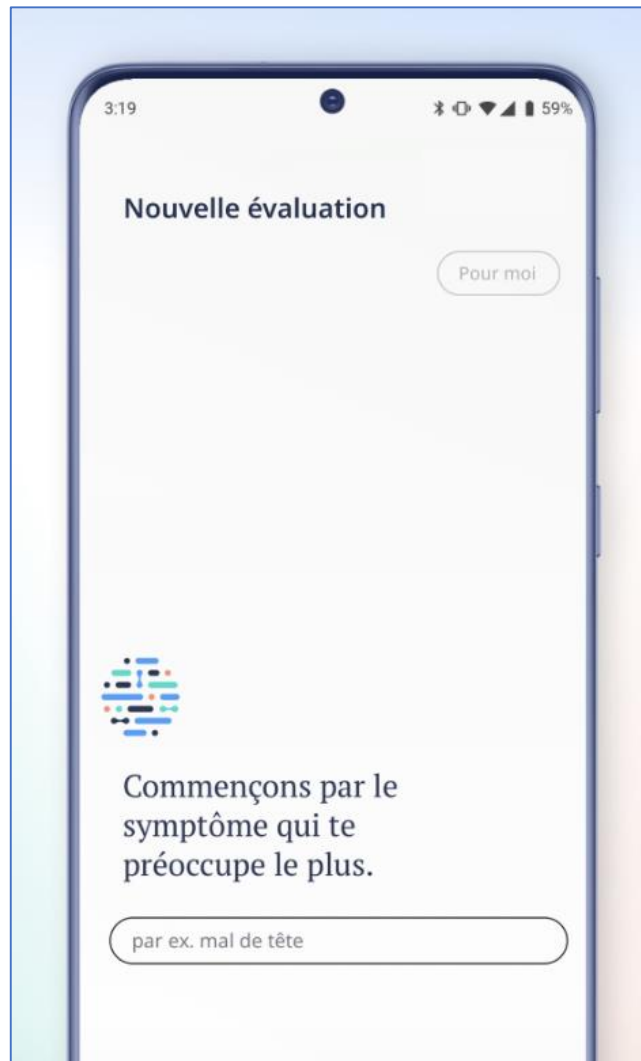 3:19
59%
Nouvelle évaluation
Pour moi
Commençons par le
symptôme qui te
préoccupe le plus.
par ex. mal de tête